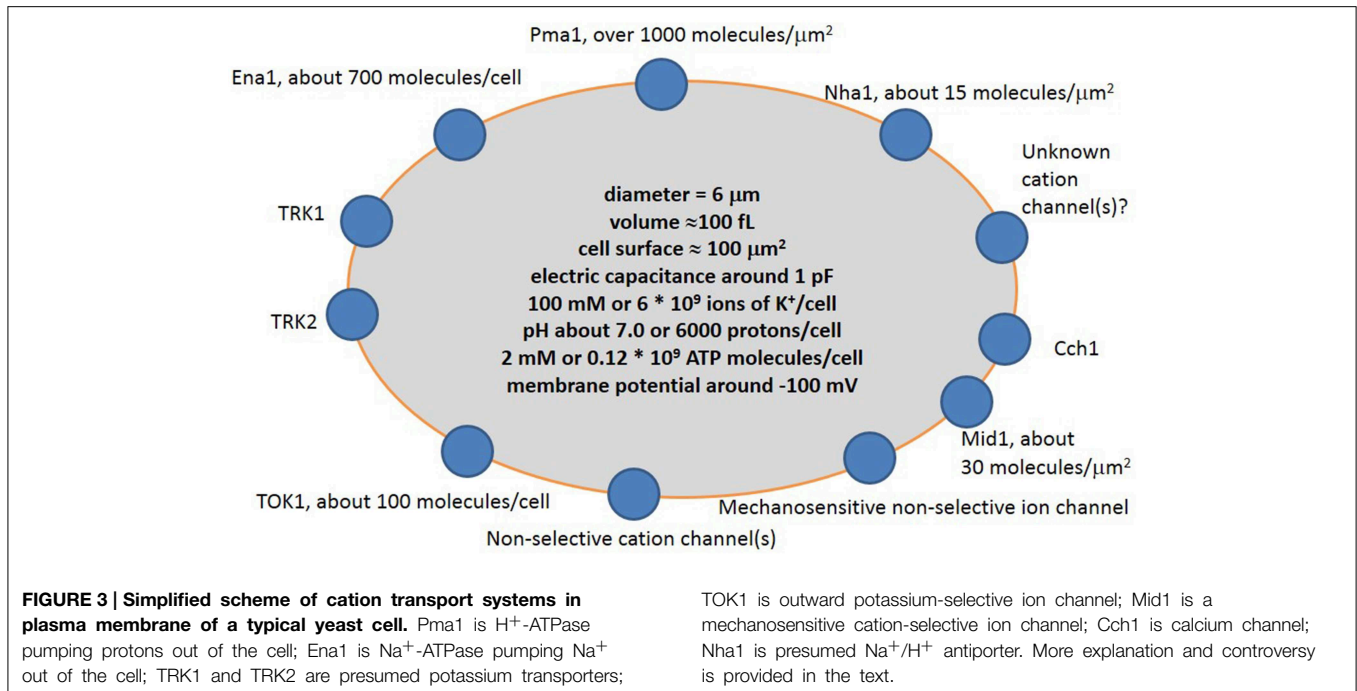 Pma1, over 1000 molecules/μm²
Ena1, about 700 molecules/cell
Nha1, about 15 molecules/μm²
Unknown
cation
channel(s)?
TRK1
TRK2
diameter = 6 μm
volume ≈100 fL
cell surface ≈ 100 μm²
electric capacitance around 1 pF
100 mM or 6 * 10⁹ ions of K⁺/cell
pH about 7.0 or 6000 protons/cell
2 mM or 0.12 * 10⁹ ATP molecules/cell
membrane potential around -100 mV
Cch1
Mid1, about
30 molecules/μm²
TOK1, about 100 molecules/cell
Mechanosensitive non-selective ion channel
Non-selective cation channel(s)
FIGURE 3 | Simplified scheme of cation transport systems in
plasma membrane of a typical yeast cell. Pma1 is H⁺-ATPase
pumping protons out of the cell; Ena1 is Na⁺-ATPase pumping Na⁺
out of the cell; TRK1 and TRK2 are presumed potassium transporters;
TOK1 is outward potassium-selective ion channel; Mid1 is a
mechanosensitive cation-selective ion channel; Cch1 is calcium channel;
Nha1 is presumed Na⁺/H⁺ antiporter. More explanation and controversy
is provided in the text.